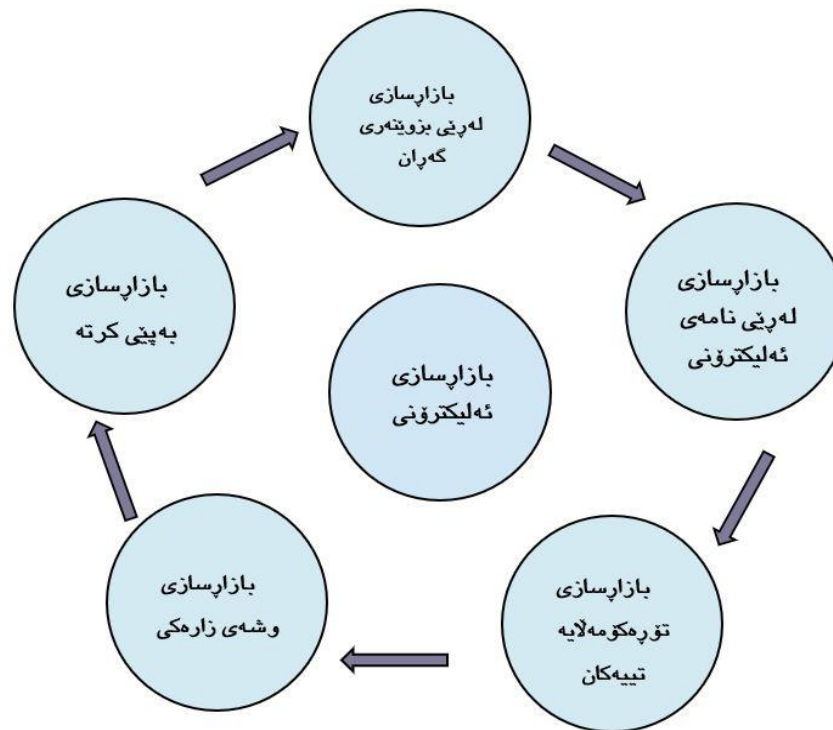 بازاڕسازی
لەڕێی بزوێنەری
گەڕان
بازاڕسازی
لەڕێی نامەی
ئەلیکترۆنی
بازاڕسازی
تۆڕەکۆمەڵایە
تییەکان
بازاڕسازی
وشەی زارەکی
بازاڕسازی
بەپێی کرتە
بازاڕسازی
ئەلیکترۆنی